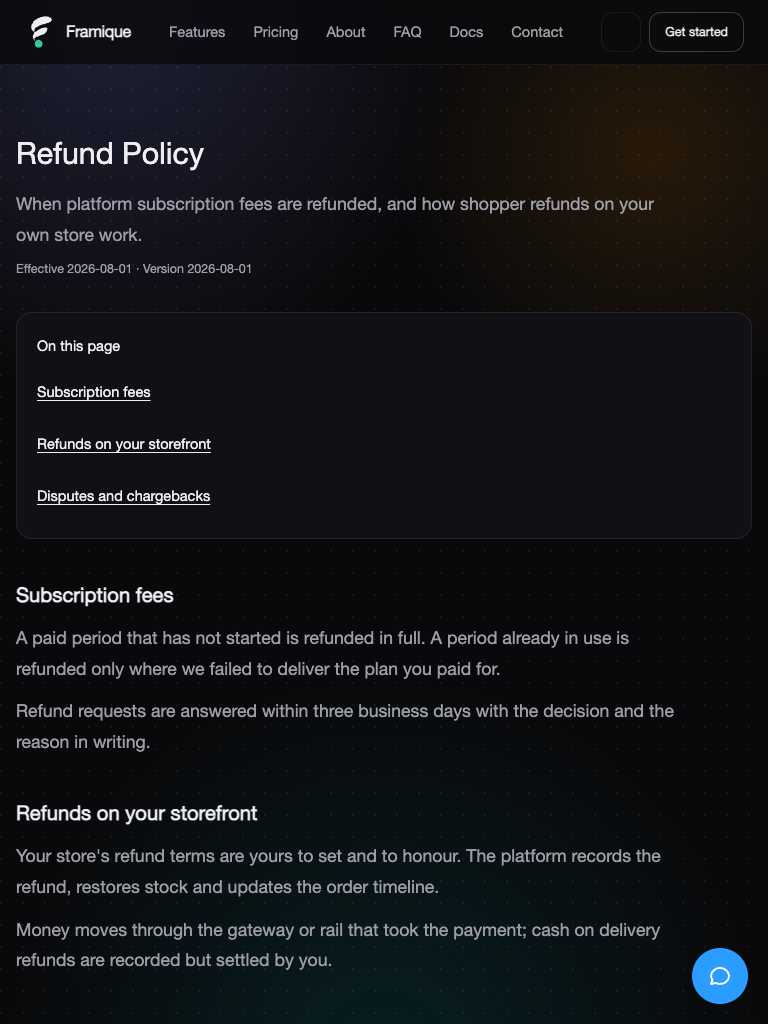 Framique
Features
Pricing
About
FAQ
Docs
Contact
Get started
Refund Policy
When platform subscription fees are refunded, and how shopper refunds on your
own store work.
Effective 2026-08-01 · Version 2026-08-01
On this page
Subscription fees
Refunds on your storefront
Disputes and chargebacks
Subscription fees
A paid period that has not started is refunded in full. A period already in use is
refunded only where we failed to deliver the plan you paid for.
Refund requests are answered within three business days with the decision and the
reason in writing.
Refunds on your storefront
Your store's refund terms are yours to set and to honour. The platform records the
refund, restores stock and updates the order timeline.
Money moves through the gateway or rail that took the payment; cash on delivery
refunds are recorded but settled by you.